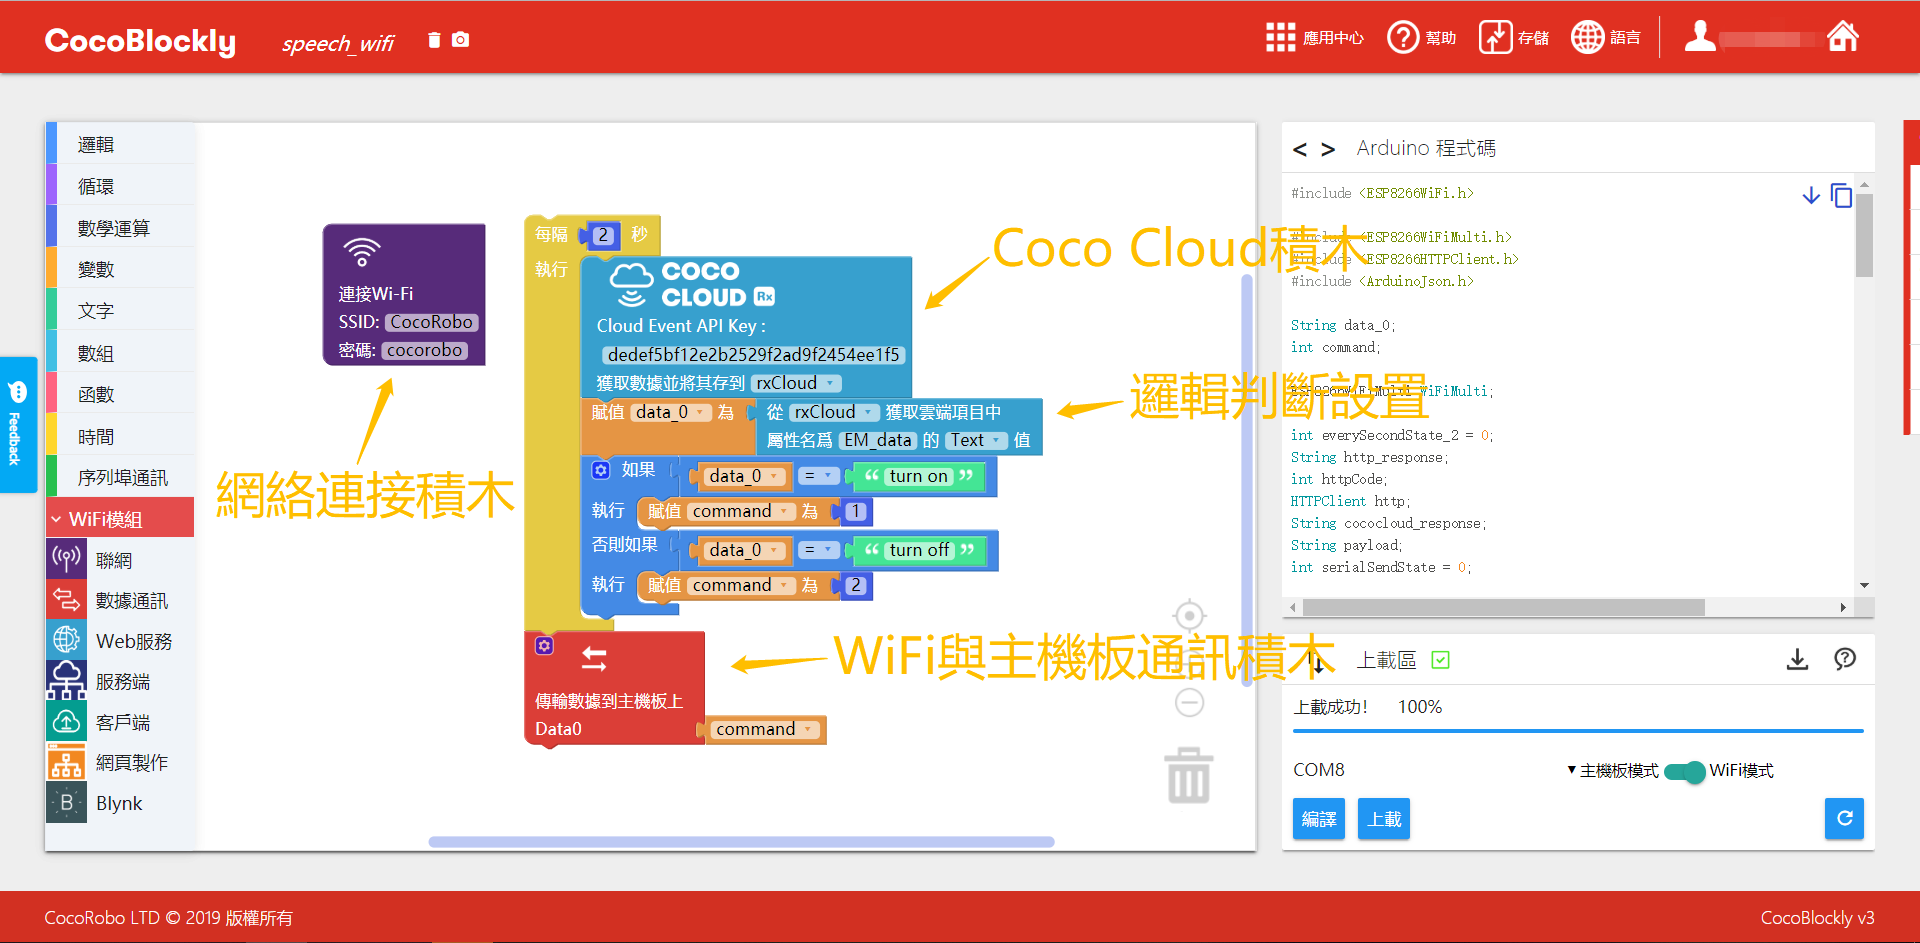 CocoBlockly
speech_wifi
應用中心
幫助
存儲
語言
邏輯
循環
數學運算
變數
文字
數組
函數
時間
序列埠通訊
WiFi模組
聯網
數據通訊
Web服務
服務端
客戶端
網頁製作
B Blynk
Feedback
連接Wi-Fi
SSID: CocoRobo
密碼: cocorobo
網絡連接積木
每隔 2 秒
執行
COCO
CLOUD Rx
Cloud Event API Key :
dedef5bf12e2b2529f2ad9f2454ee1f5
獲取數據並將其存到 rxCloud
賦值 data_0 為 從 rxCloud 獲取雲端項目中
屬性名爲 EM_data 的 Text 值
如果 data_0 = “ turn on ”
執行 賦值 command 為 1
否則如果 data_0 = “ turn off ”
執行 賦值 command 為 2
傳輸數據到主機板上
Data0 command
Coco Cloud積木
邏輯判斷設置
WiFi與主機板通訊積木
< > Arduino 程式碼
#include <ESP8266WiFi.h>
#include <ESP8266WiFiMulti.h>
#include <ESP8266HTTPClient.h>
#include <ArduinoJson.h>
String data_0;
int command;
ESP8266WiFiMulti WiFiMulti;
int everySecondState_2 = 0;
String http_response;
int httpCode;
HTTPClient http;
String cococloud_response;
String payload;
int serialSendState = 0;
上載區
上載成功! 100%
COM8
主機板模式 WiFi模式
編譯 上載
CocoRobo LTD © 2019 版權所有
CocoBlockly v3